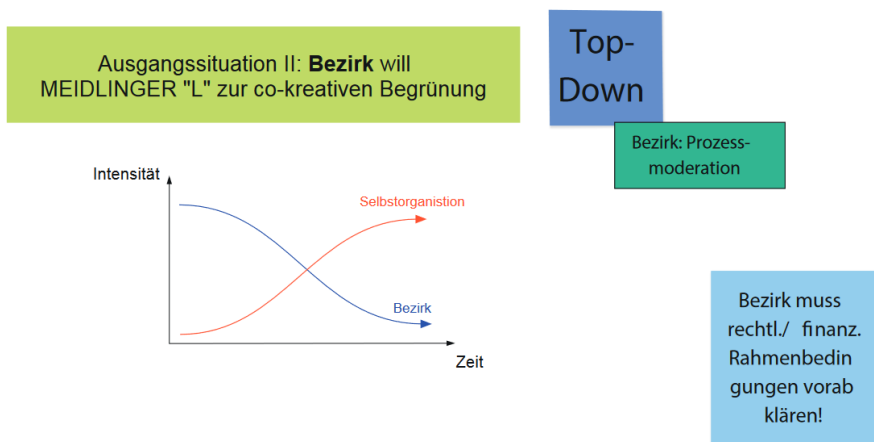 Ausgangssituation II: Bezirk will
MEIDLINGER "L" zur co-kreativen Begrünung
Top-
Down
Bezirk: Prozess-
moderation
Intensität
Selbstorganistion
Bezirk
Zeit
Bezirk muss
rechtl./ finanz.
Rahmenbedin
gungen vorab
klären!